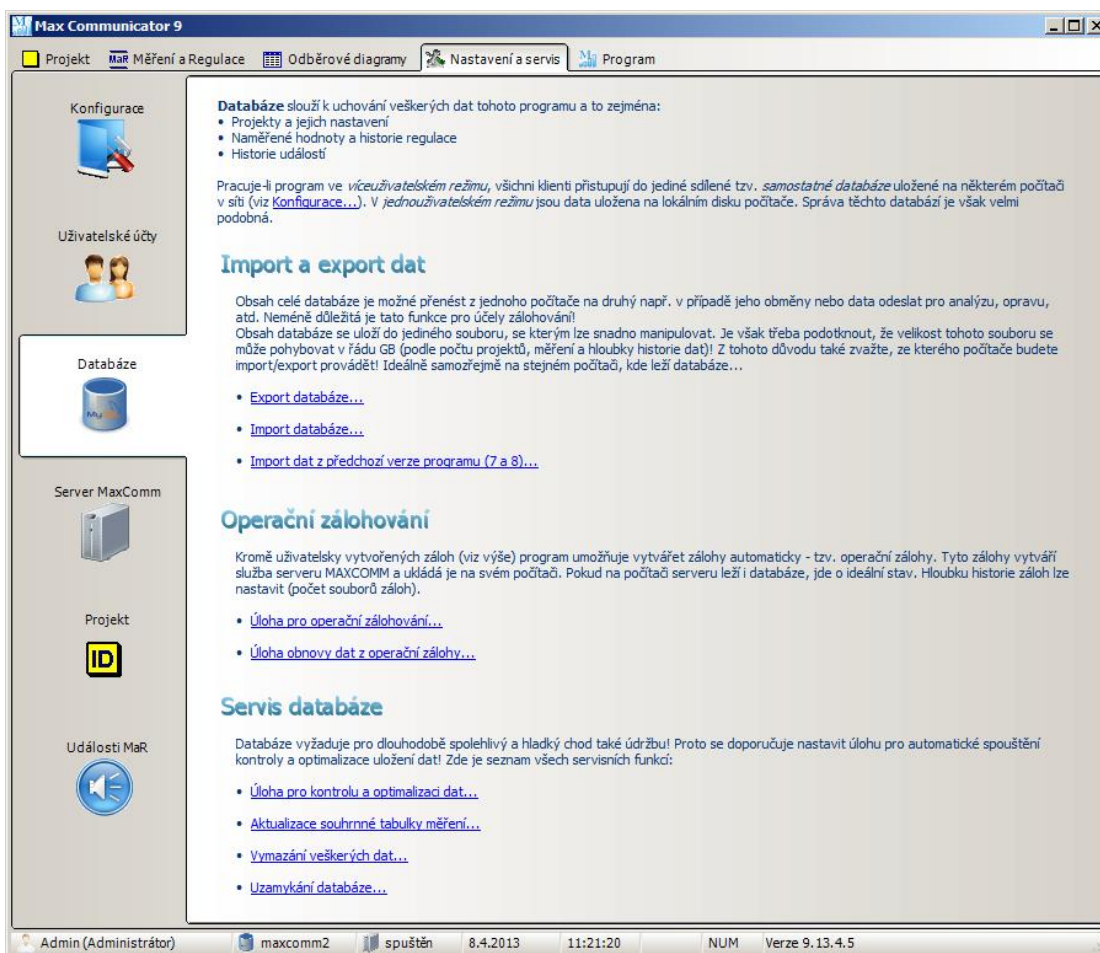 Max Communicator 9
Projekt MaR Měření a Regulace Odběrové diagramy Nastavení a servis Program
Konfigurace
Uživatelské účty
Databáze
My
Server MaxComm
Projekt
ID
Události MaR
Databáze slouží k uchování veškerých dat tohoto programu a to zejména:
• Projekty a jejich nastavení
• Naměřené hodnoty a historie regulace
• Historie událostí
Pracuje-li program ve víceuživatelském režimu, všichni klienti přistupují do jediné sdílené tzv. samostatné databáze uložené na některém počítači
v síti (viz Konfigurace...). V jednouživatelském režimu jsou data uložena na lokálním disku počítače. Správa těchto databází je však velmi
podobná.
Import a export dat
Obsah celé databáze je možné přenést z jednoho počítače na druhý např. v případě jeho obměny nebo data odeslat pro analýzu, opravu,
atd. Neméně důležitá je tato funkce pro účely zálohování!
Obsah databáze se uloží do jediného souboru, se kterým lze snadno manipulovat. Je však třeba podotknout, že velikost tohoto souboru se
může pohybovat v řádu GB (podle počtu projektů, měření a hloubky historie dat)! Z tohoto důvodu také zvažte, ze kterého počítače budete
import/export provádět! Ideálně samozřejmě na stejném počítači, kde leží databáze...
• Export databáze...
• Import databáze...
• Import dat z předchozí verze programu (7 a 8)...
Operační zálohování
Kromě uživatelsky vytvořených záloh (viz výše) program umožňuje vytvářet zálohy automaticky - tzv. operační zálohy. Tyto zálohy vytváří
služba serveru MAXCOMM a ukládá je na svém počítači. Pokud na počítači serveru leží i databáze, jde o ideální stav. Hloubku historie záloh lze
nastavit (počet souborů záloh).
• Úloha pro operační zálohování...
• Úloha obnovy dat z operační zálohy...
Servis databáze
Databáze vyžaduje pro dlouhodobě spolehlivý a hladký chod také údržbu! Proto se doporučuje nastavit úlohu pro automatické spouštění
kontroly a optimalizace uložení dat! Zde je seznam všech servisních funkcí:
• Úloha pro kontrolu a optimalizaci dat...
• Aktualizace souhrnné tabulky měření...
• Vymazání veškerých dat...
• Uzamykání databáze...
Admin (Administrátor) maxcomm2 spuštěn 8.4.2013 11:21:20 NUM Verze 9.13.4.5